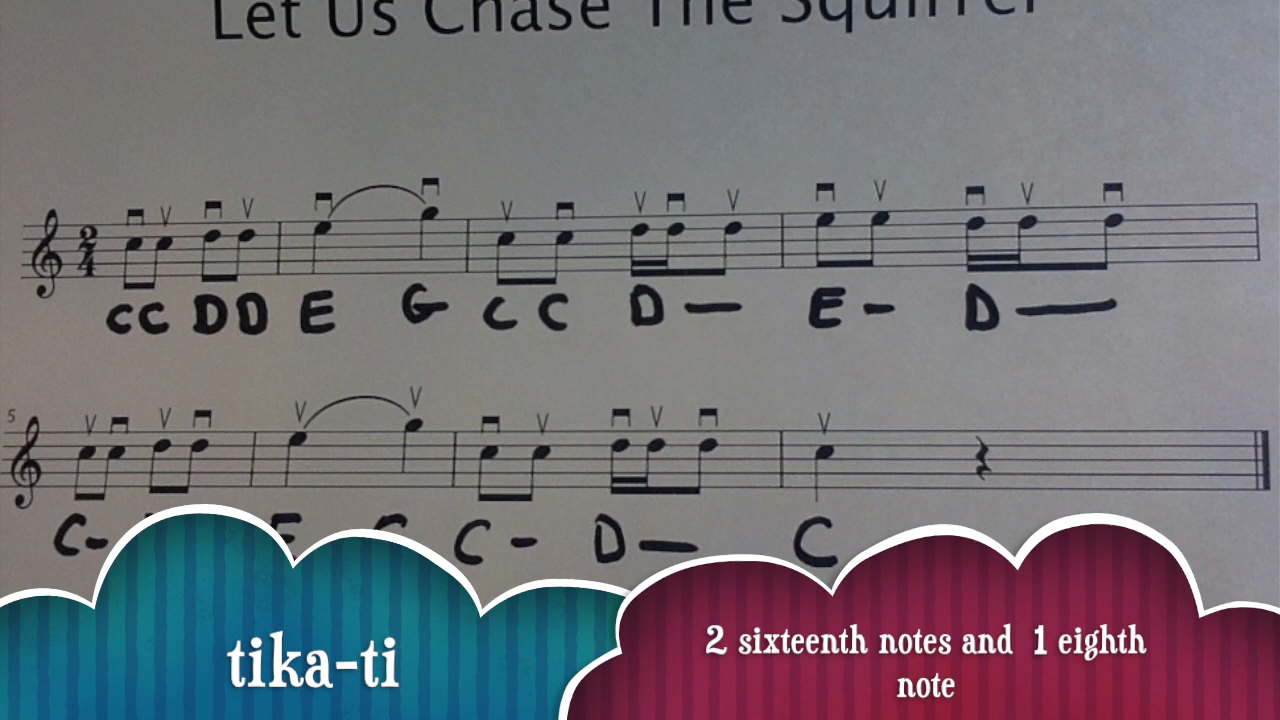 Let Us Chase The Squirrel
2
4
CC DD E G C C D — E - D —
5
C- E C - D — C
tika-ti
2 sixteenth notes and 1 eighth
note